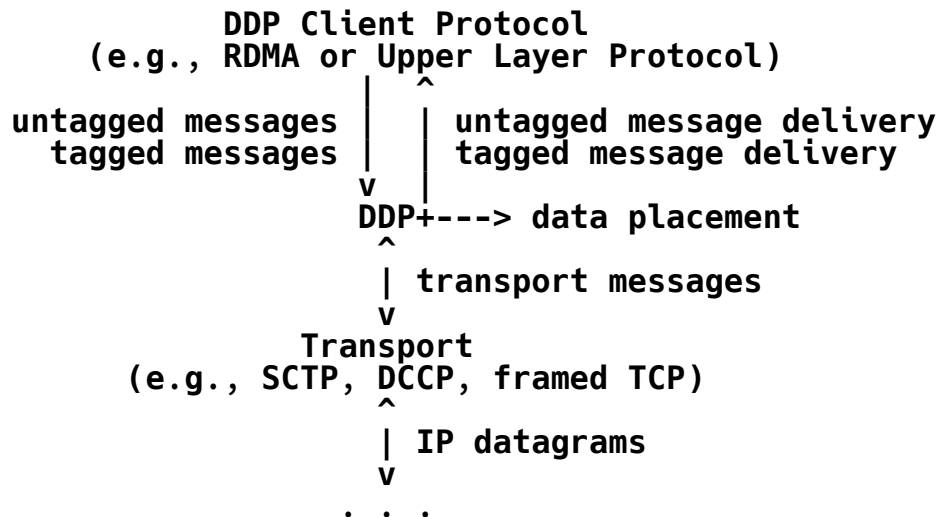 DDP Client Protocol
(e.g., RDMA or Upper Layer Protocol)
| ^
untagged messages | | untagged message delivery
tagged messages | | tagged message delivery
v |
DDP+---> data placement
^
| transport messages
v
Transport
(e.g., SCTP, DCCP, framed TCP)
^
| IP datagrams
v
. . .